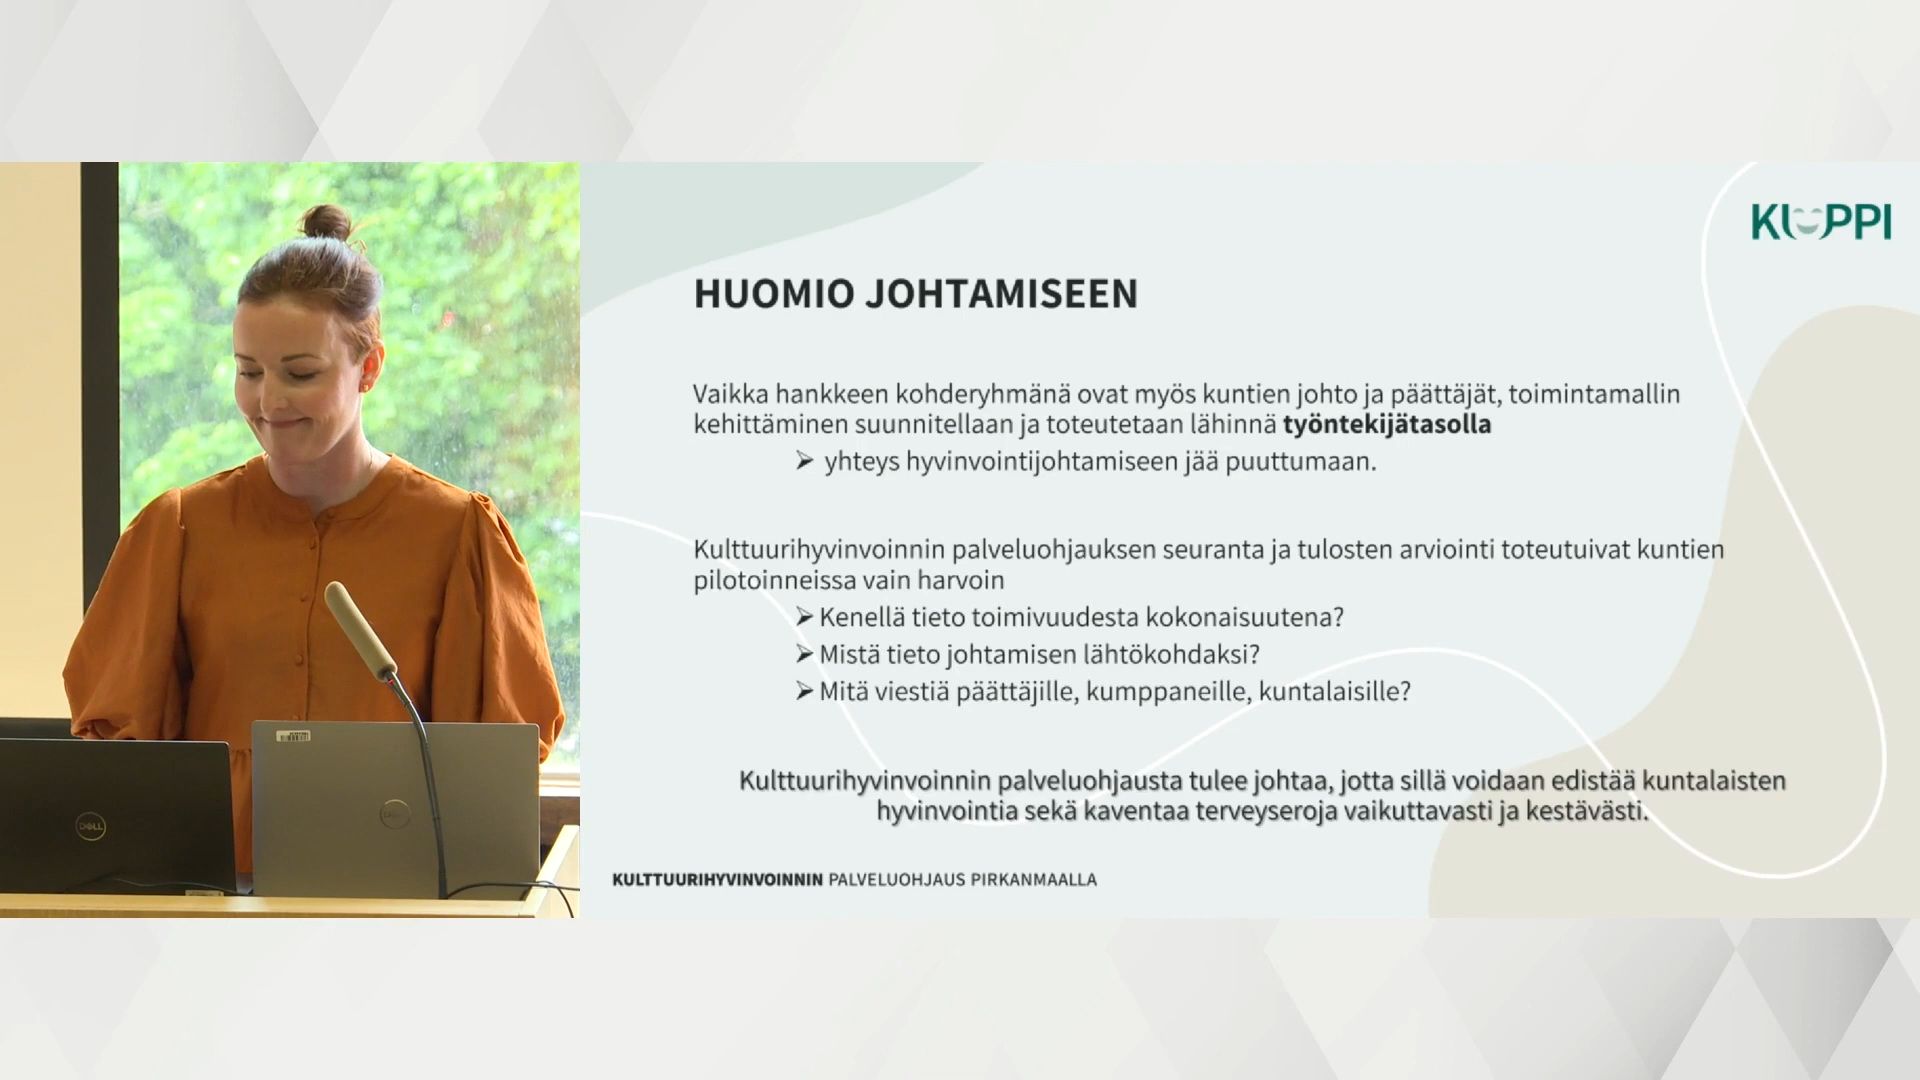 KUPPI
HUOMIO JOHTAMISEEN
Vaikka hankkeen kohderyhmänä ovat myös kuntien johto ja päättäjät, toimintamallin
kehittäminen suunnitellaan ja toteutetaan lähinnä työntekijätasolla
➢ yhteys hyvinvointijohtamiseen jää puuttumaan.
Kulttuurihyvinvoinnin palveluohjauksen seuranta ja tulosten arviointi toteutuivat kuntien
pilotoinneissa vain harvoin
➢ Kenellä tieto toimivuudesta kokonaisuutena?
➢ Mistä tieto johtamisen lähtökohdaksi?
➢ Mitä viestiä päättäjille, kumppaneille, kuntalaisille?
Kulttuurihyvinvoinnin palveluohjausta tulee johtaa, jotta sillä voidaan edistää kuntalaisten
hyvinvointia sekä kaventaa terveyseroja vaikuttavasti ja kestävästi.
KULTTUURIHYVINVOINNIN PALVELUOHJAUS PIRKANMAALLA
DELL